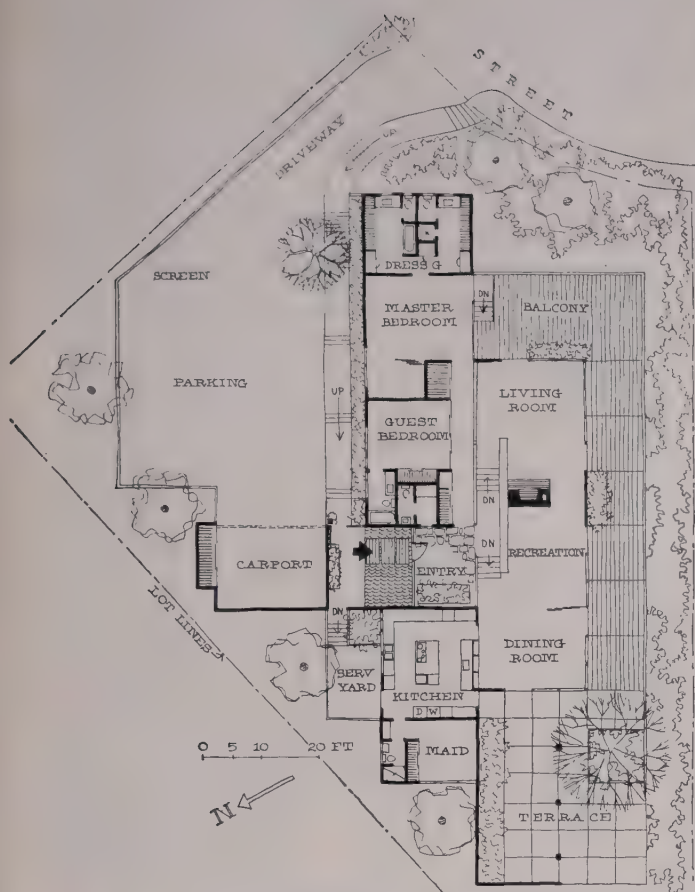 STREET
DRIVEWAY
UP
DRESS'G
SCREEN
DN
MASTER
BEDROOM
BALCONY
PARKING
UP
LIVING
ROOM
GUEST
BEDROOM
DN
DN
RECREATION
CARPORT
ENTRY
LOT LINES
DN
DINING
ROOM
SERV
YARD
KITCHEN
D W
MAID
0 5 10 20 FT
N
TERRACE